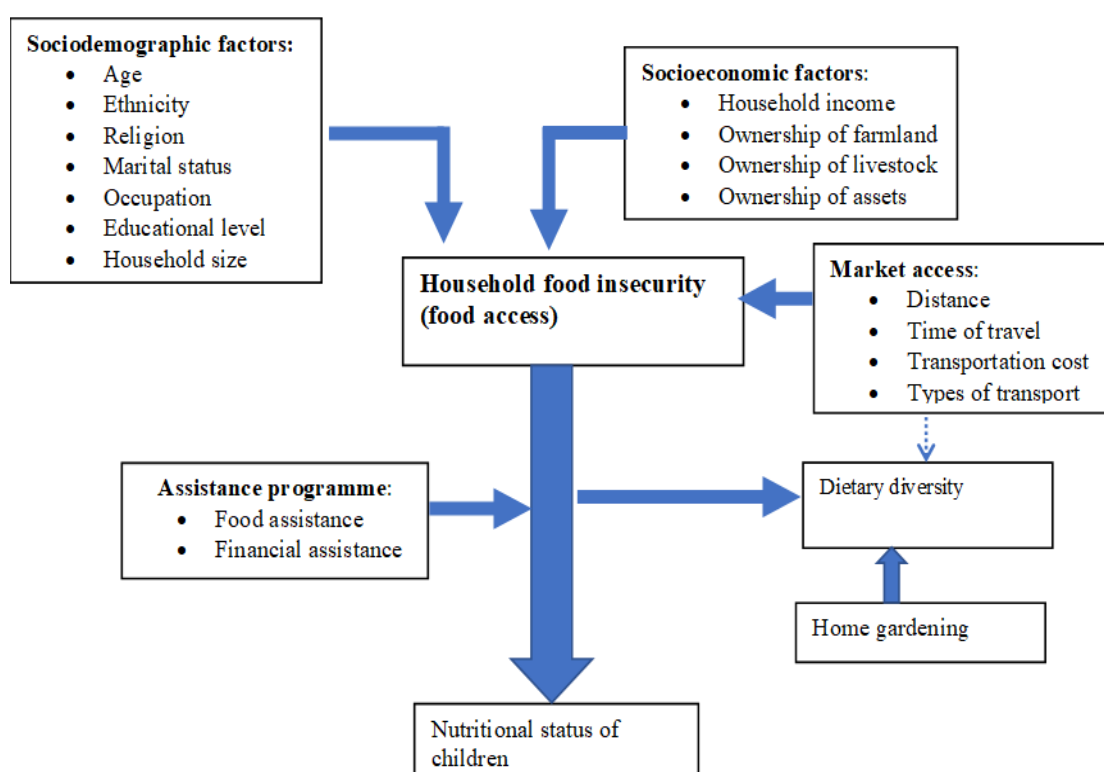 Sociodemographic factors:
• Age
• Ethnicity
• Religion
• Marital status
• Occupation
• Educational level
• Household size
Socioeconomic factors:
• Household income
• Ownership of farmland
• Ownership of livestock
• Ownership of assets
Household food insecurity
(food access)
Market access:
• Distance
• Time of travel
• Transportation cost
• Types of transport
Assistance programme:
• Food assistance
• Financial assistance
Dietary diversity
Home gardening
Nutritional status of
children